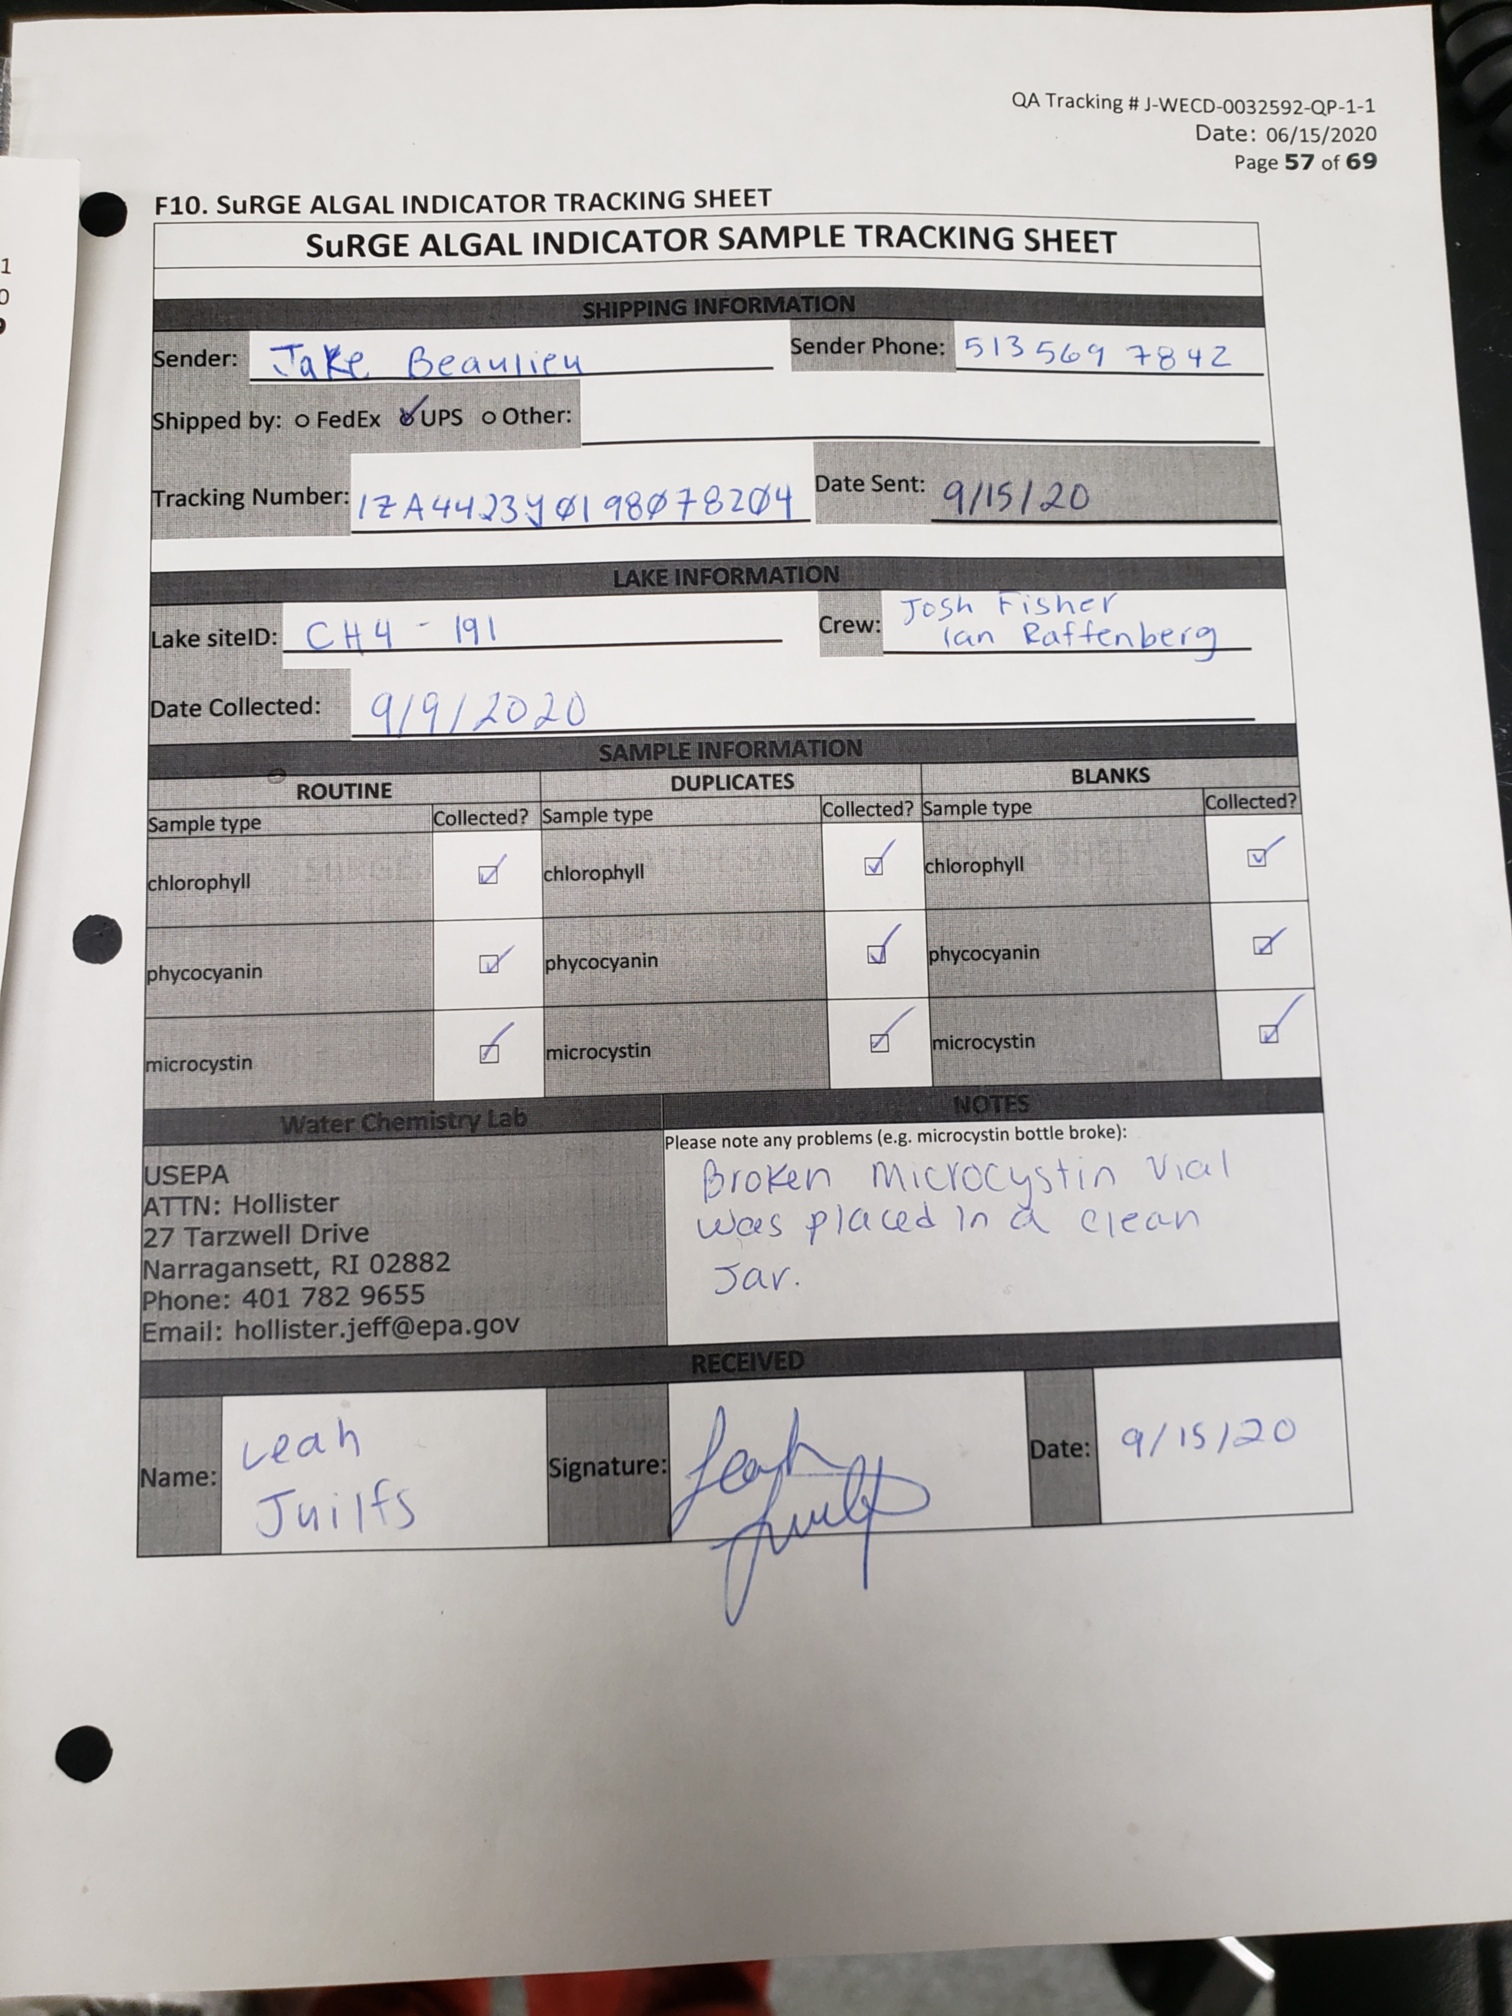 QA Tracking # J-WECD-0032592-QP-1-1
Date: 06/15/2020
Page 57 of 69
F10. SuRGE ALGAL INDICATOR TRACKING SHEET
SuRGE ALGAL INDICATOR SAMPLE TRACKING SHEET
SHIPPING INFORMATION
Sender: Jake Beaulieu Sender Phone: 513 569 7842
Shipped by: o FedEx o UPS o Other:
Tracking Number: 1ZA44234019807 8204 Date Sent: 9/15/20
LAKE INFORMATION
Lake siteID: CH4-191 Crew: Josh Fisher
Ian Raffenberg
Date Collected: 9/9/2020
SAMPLE INFORMATION
ROUTINE DUPLICATES BLANKS
Sample type Collected? Sample type Collected? Sample type Collected?
chlorophyll ☑ chlorophyll ☑ chlorophyll ☑
phycocyanin ☑ phycocyanin ☑ phycocyanin ☑
microcystin ☑ microcystin ☑ microcystin ☑
Water Chemistry Lab NOTES
USEPA
ATTN: Hollister
27 Tarzwell Drive
Narragansett, RI 02882
Phone: 401 782 9655
Email: hollister.jeff@epa.gov
Please note any problems (e.g. microcystin bottle broke):
Broken microcystin vial
was placed in a clean
Jar.
RECEIVED
Name: Leah
Juilfs
Signature: Leah Juilfs
Date: 9/15/20